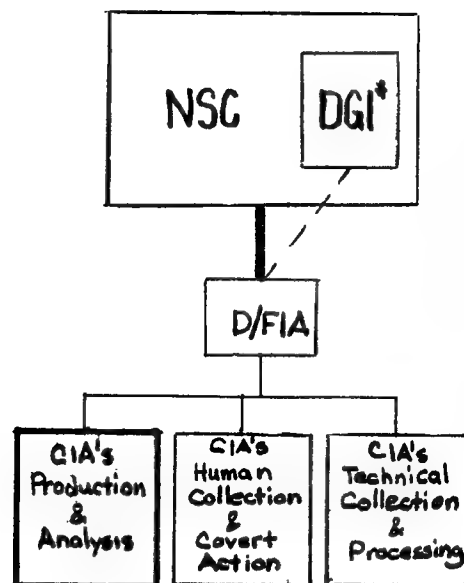 NSC
DGI*
D/FIA
CIA's
Production
&
Analysis
CIA's
Human
Collection
&
Covert
Action
CIA's
Technical
Collection
&
Processing